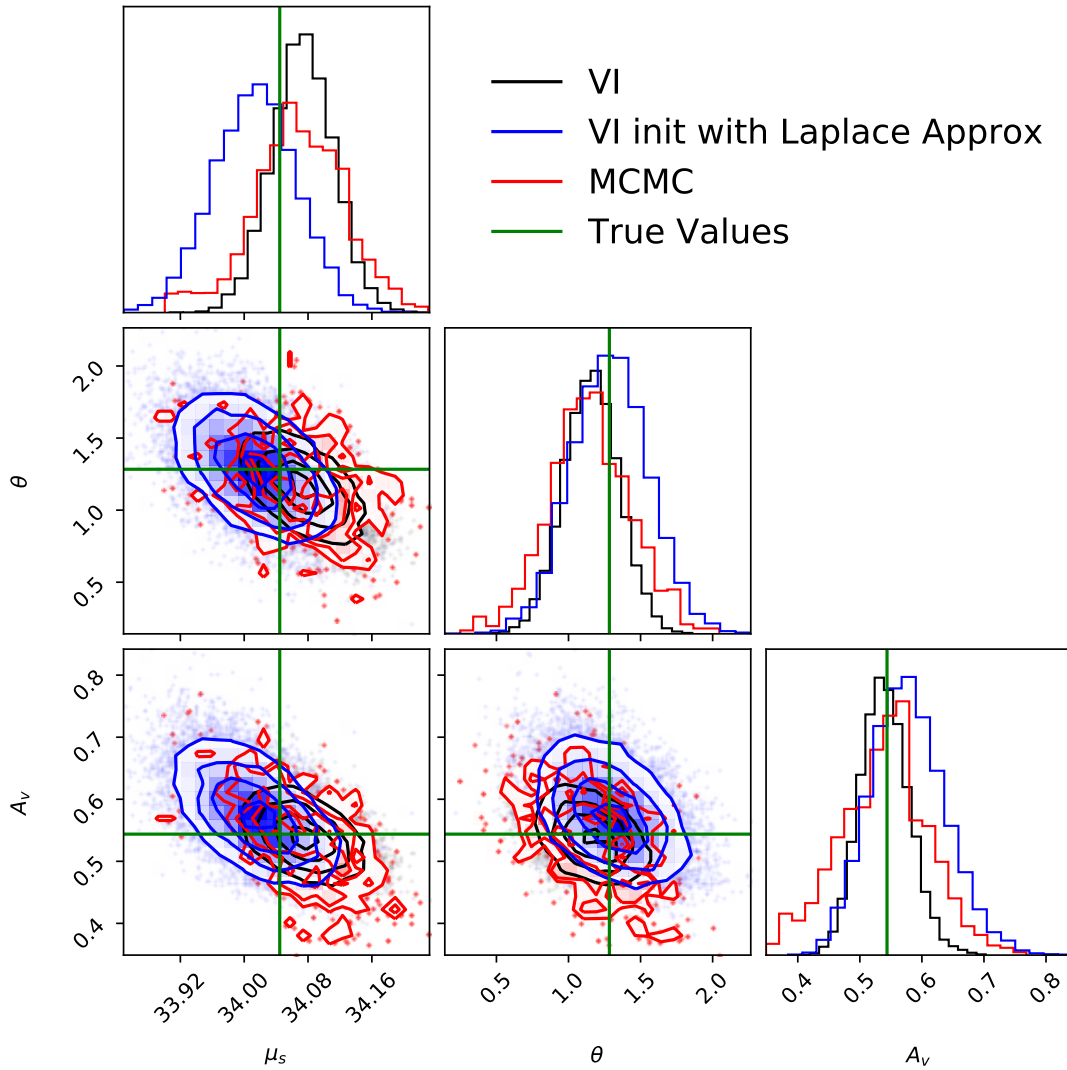 VI
VI init with Laplace Approx
MCMC
True Values
2.0
1.5
1.0
0.5
θ
0.8
0.7
0.6
0.5
0.4
A_v
33.92 34.00 34.08 34.16
0.5 1.0 1.5 2.0
0.4 0.5 0.6 0.7 0.8
μ_s θ A_v